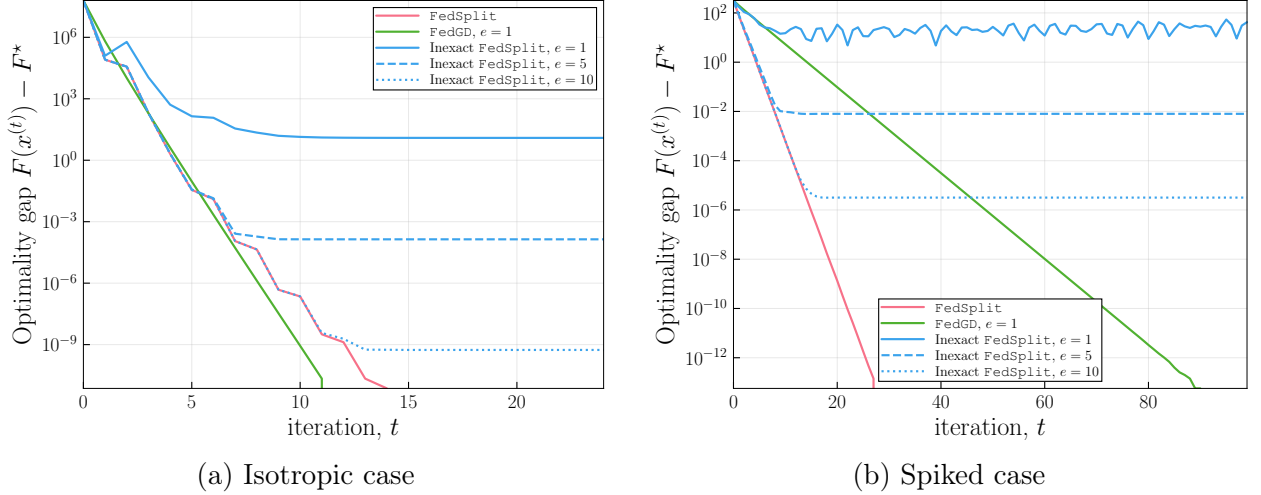 Optimality gap F(x^{(t)}) − F^⋆
10^6
10^3
10^0
10^{−3}
10^{−6}
10^{−9}
0
5
10
15
20
iteration, t
FedSplit
FedGD, e = 1
Inexact FedSplit, e = 1
Inexact FedSplit, e = 5
Inexact FedSplit, e = 10
(a) Isotropic case
Optimality gap F(x^{(t)}) − F^⋆
10^2
10^0
10^{−2}
10^{−4}
10^{−6}
10^{−8}
10^{−10}
10^{−12}
0
20
40
60
80
iteration, t
FedSplit
FedGD, e = 1
Inexact FedSplit, e = 1
Inexact FedSplit, e = 5
Inexact FedSplit, e = 10
(b) Spiked case